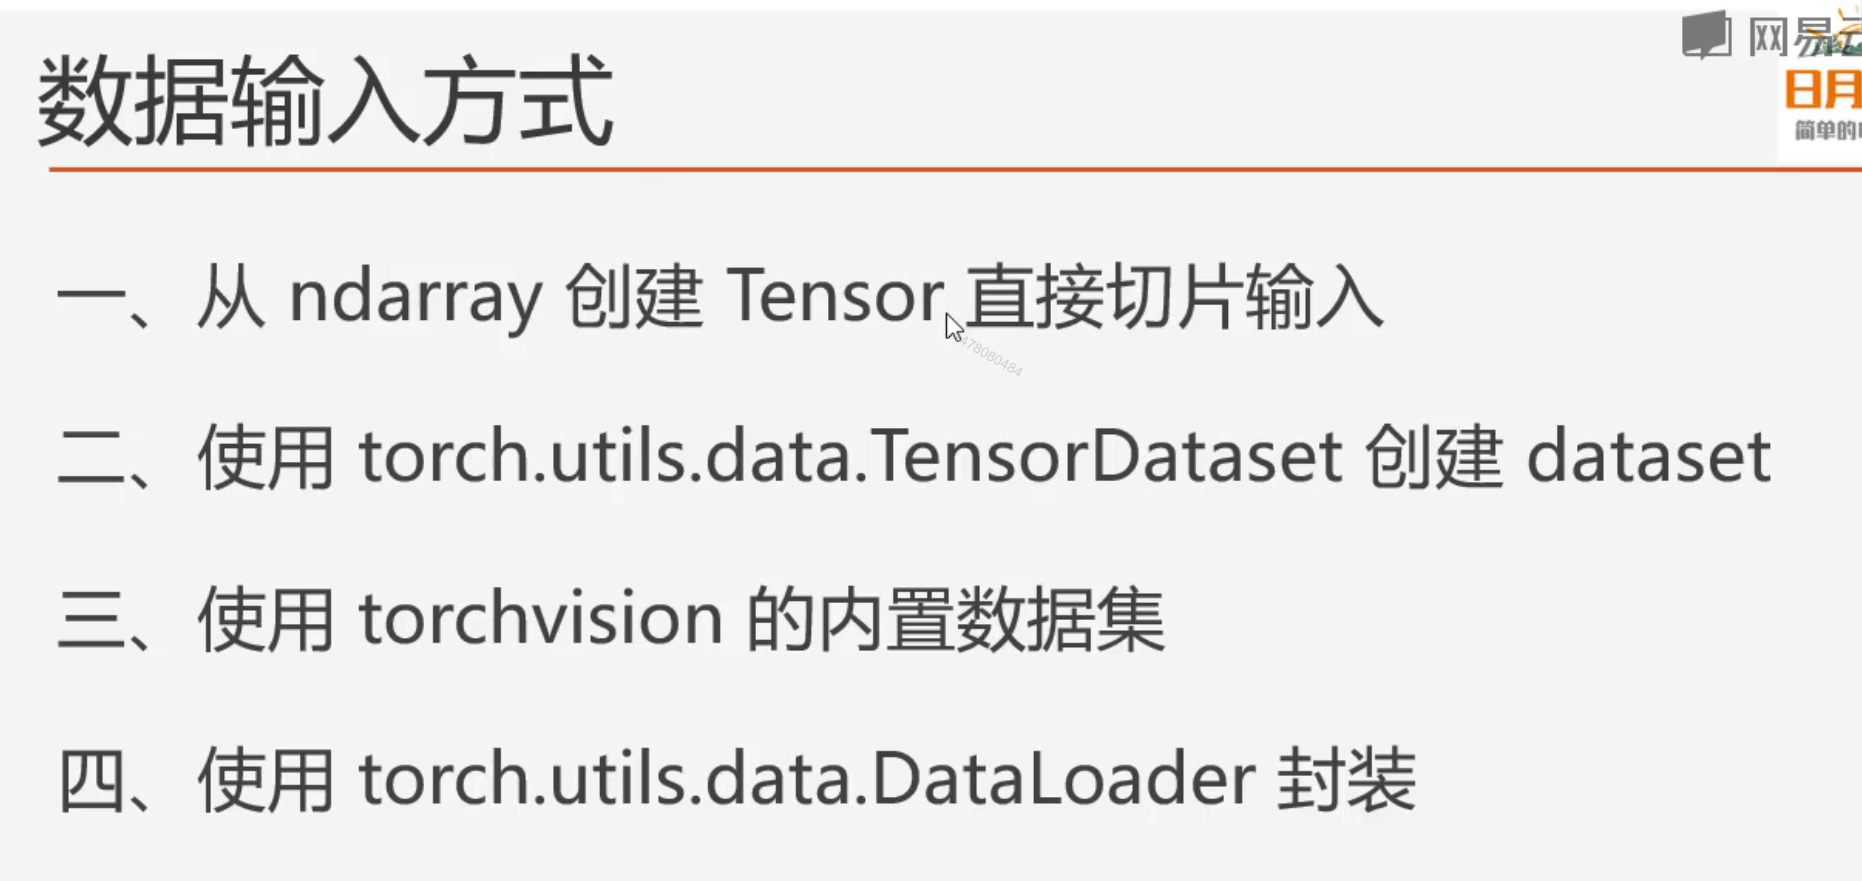 网易
日月
简单的
数据输入方式
一、从 ndarray 创建 Tensor 直接切片输入
478080484
二、使用 torch.utils.data.TensorDataset 创建 dataset
三、使用 torchvision 的内置数据集
四、使用 torch.utils.data.DataLoader 封装